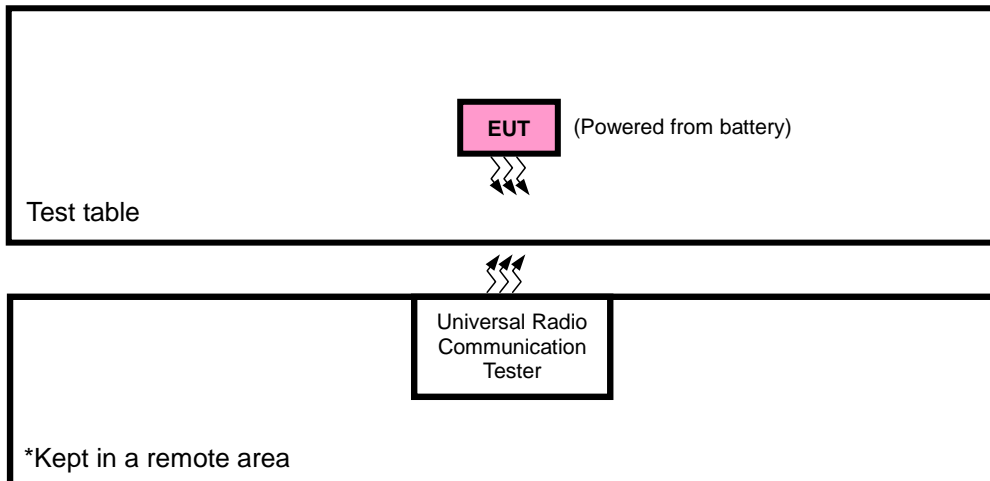 EUT
(Powered from battery)
Test table
Universal Radio
Communication
Tester
*Kept in a remote area